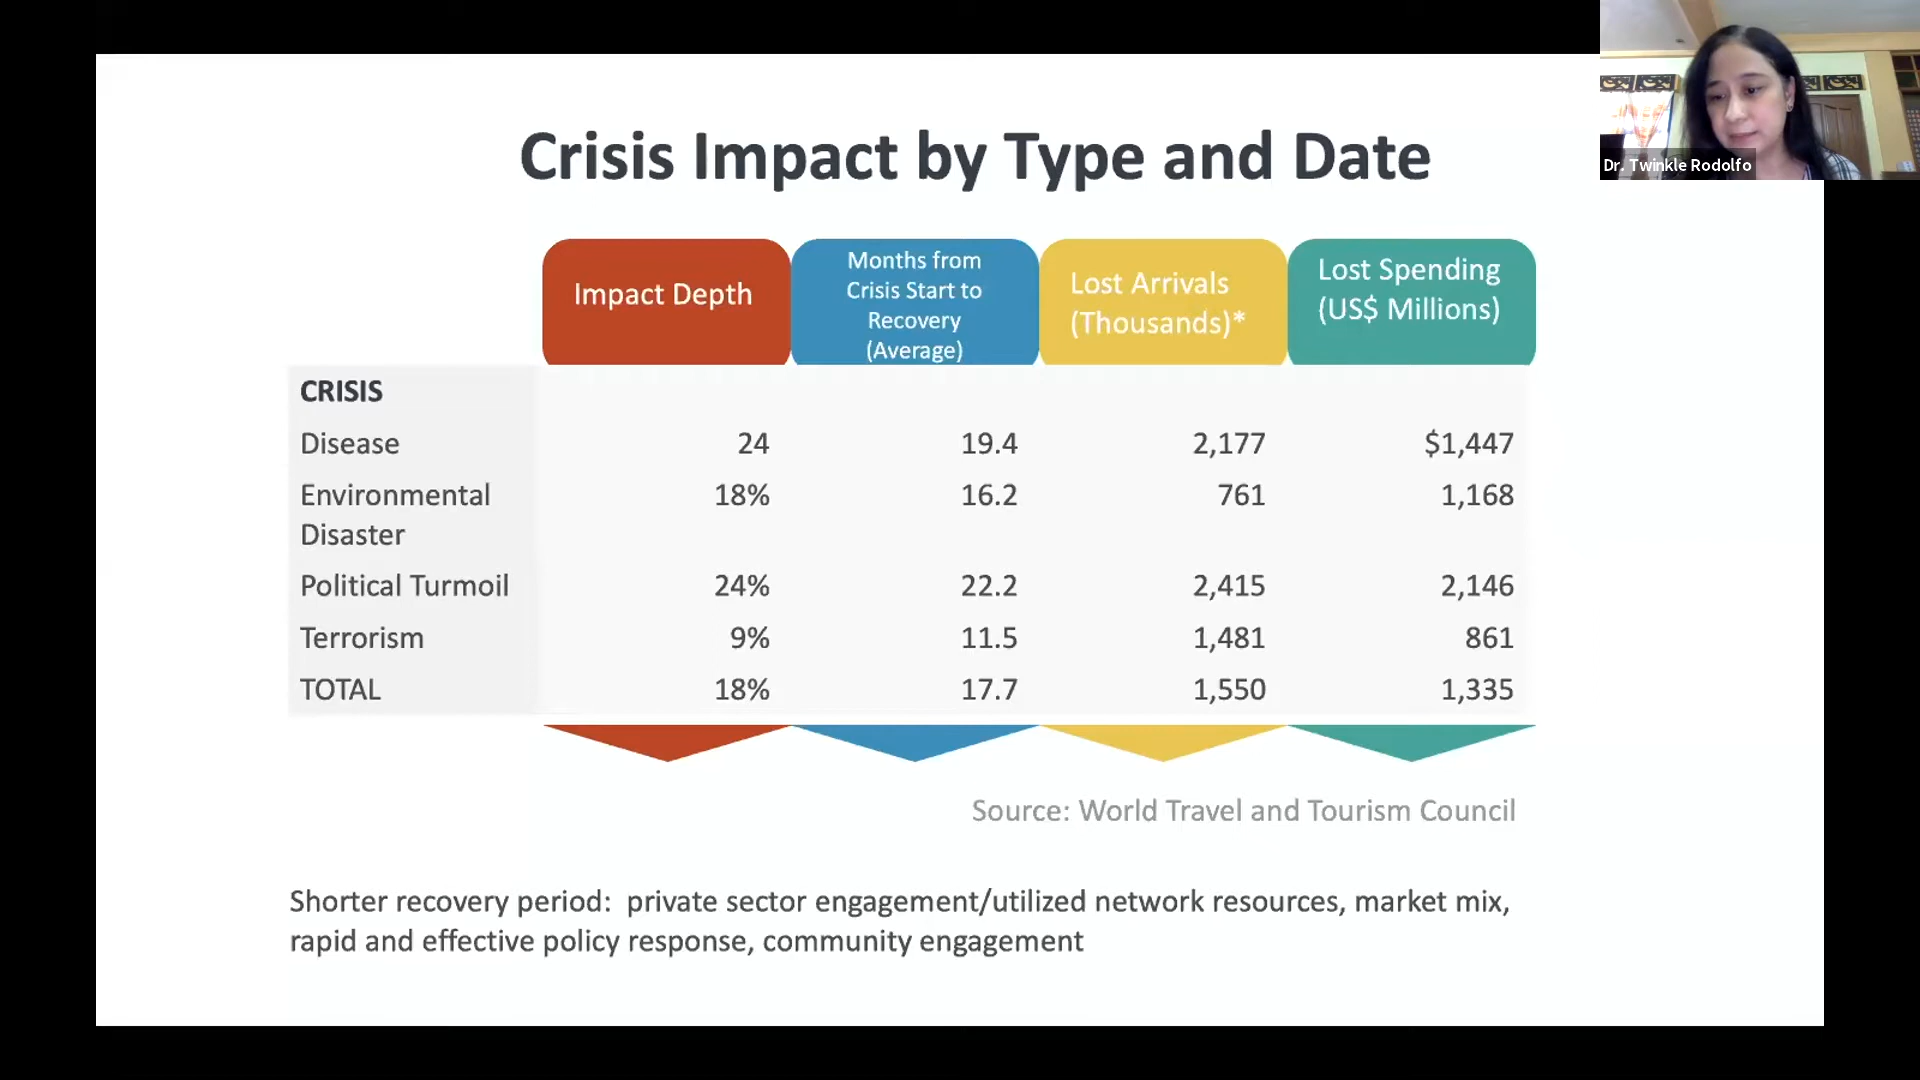 Dr. Twinkle Rodolfo
Crisis Impact by Type and Date
Impact Depth
Months from
Crisis Start to
Recovery
(Average)
Lost Arrivals
(Thousands)*
Lost Spending
(US$ Millions)
CRISIS
Disease 24 19.4 2,177 $1,447
Environmental 18% 16.2 761 1,168
Disaster
Political Turmoil 24% 22.2 2,415 2,146
Terrorism 9% 11.5 1,481 861
TOTAL 18% 17.7 1,550 1,335
Source: World Travel and Tourism Council
Shorter recovery period:  private sector engagement/utilized network resources, market mix,
rapid and effective policy response, community engagement